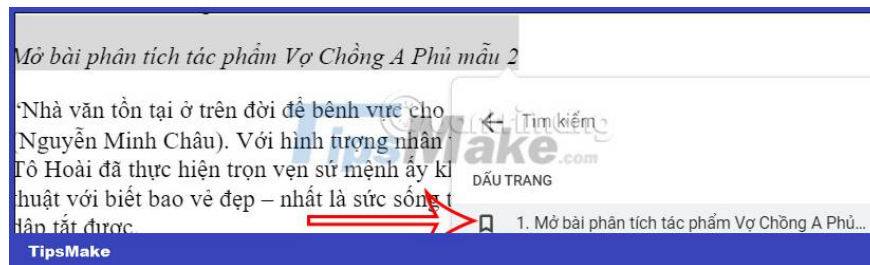 Mở bài phân tích tác phẩm Vợ Chồng A Phủ mẫu 2
“Nhà văn tồn tại ở trên đời để bênh vực cho
(Nguyễn Minh Châu). Với hình tượng nhân
Tô Hoài đã thực hiện trọn vẹn sứ mệnh ấy kh
thuật với biết bao vẻ đẹp – nhất là sức sống t
dập tắt được.
← Tìm kiếm
DẤU TRANG
1. Mở bài phân tích tác phẩm Vợ Chồng A Phủ...
TipsMake.com
TipsMake